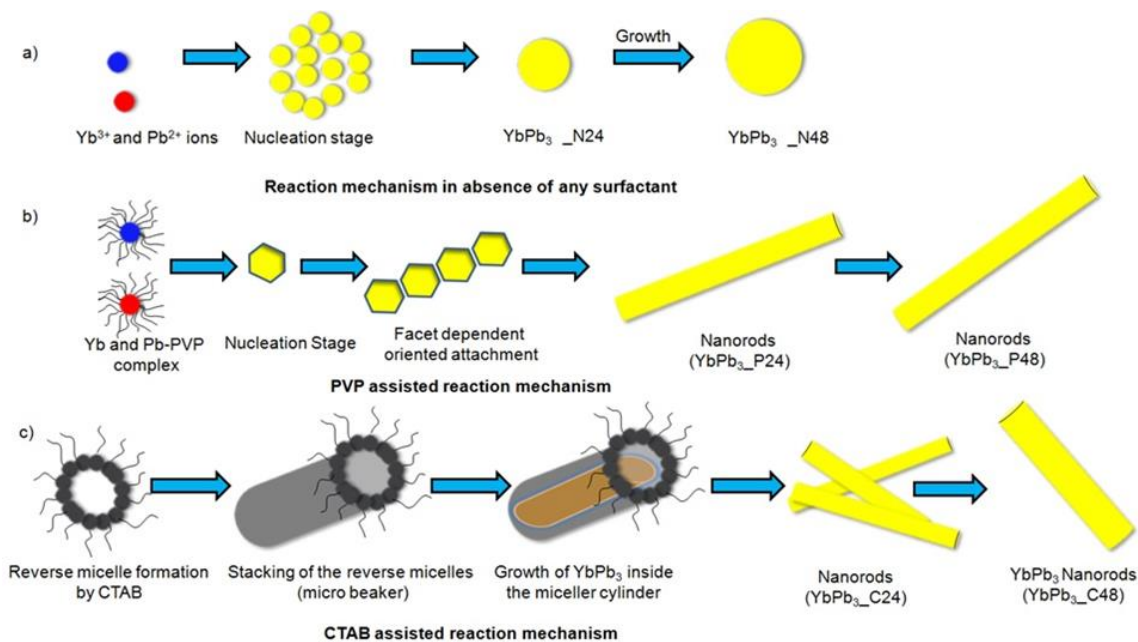 a)
Growth
Yb³⁺ and Pb²⁺ ions
Nucleation stage
YbPb₃ _N24
YbPb₃ _N48
Reaction mechanism in absence of any surfactant
b)
Yb and Pb-PVP
complex
Nucleation Stage
Facet dependent
oriented attachment
Nanorods
(YbPb₃_P24)
Nanorods
(YbPb₃_P48)
PVP assisted reaction mechanism
c)
Reverse micelle formation
by CTAB
Stacking of the reverse micelles
(micro beaker)
Growth of YbPb₃ inside
the miceller cylinder
Nanorods
(YbPb₃_C24)
YbPb₃ Nanorods
(YbPb₃_C48)
CTAB assisted reaction mechanism